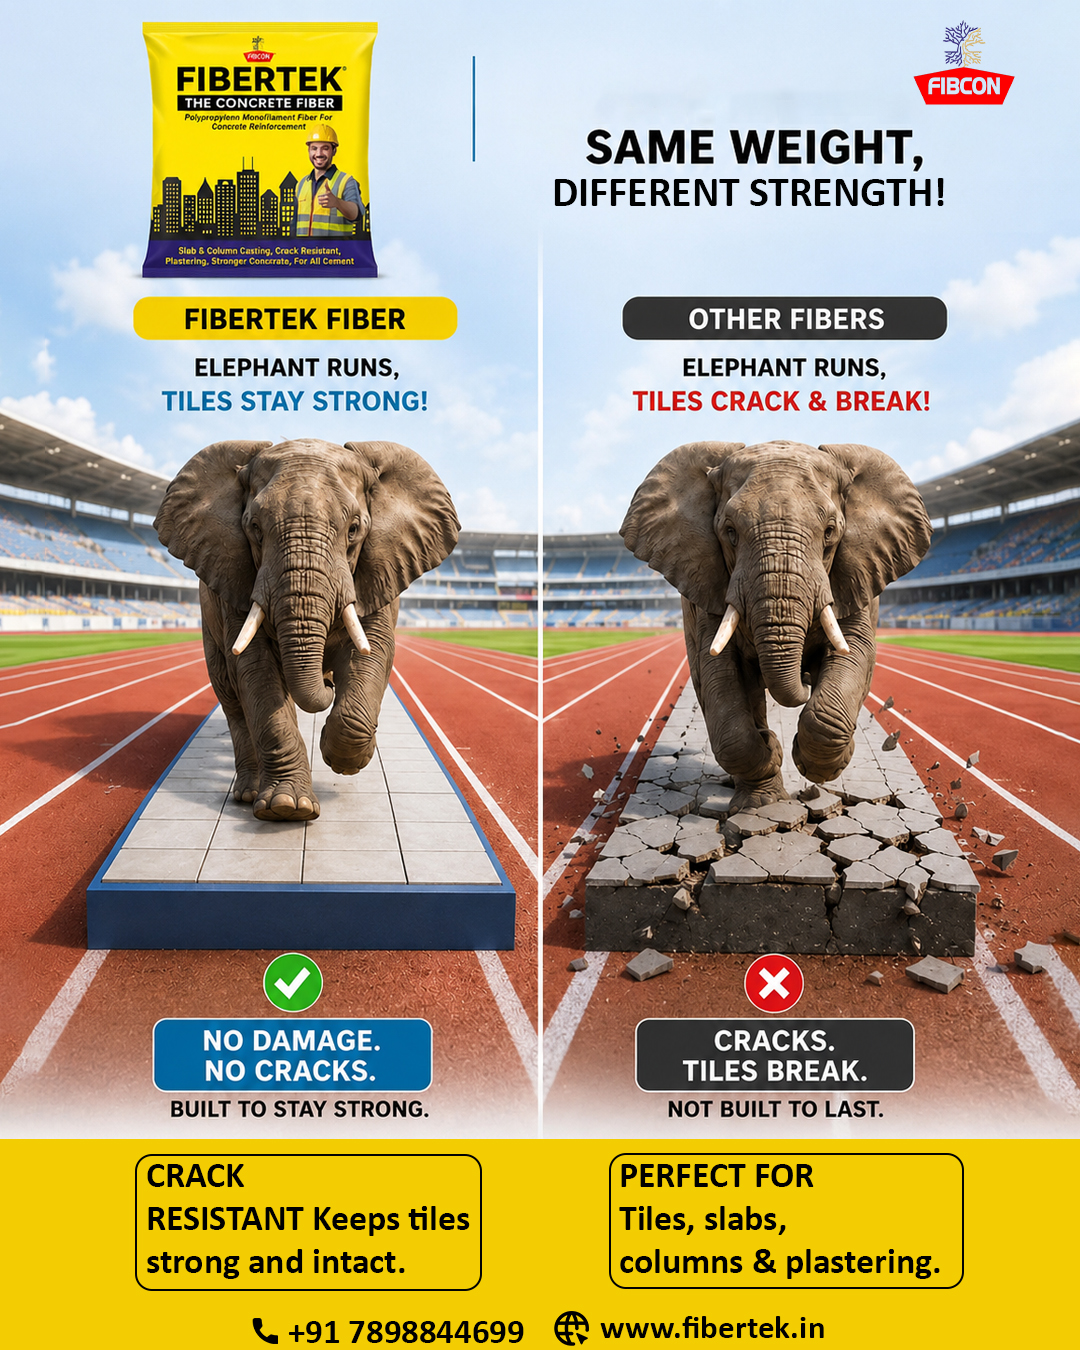 FIBCON
FIBERTEK®
THE CONCRETE FIBER
Polypropylenn Monofilament Fiber For
Concrete Reinforcement
Slab & Column Casting, Crack Resistant,
Plastering, Stronger Concrate, For All Cement
FIBCON
SAME WEIGHT,
DIFFERENT STRENGTH!
FIBERTEK FIBER
ELEPHANT RUNS,
TILES STAY STRONG!
OTHER FIBERS
ELEPHANT RUNS,
TILES CRACK & BREAK!
NO DAMAGE.
NO CRACKS.
BUILT TO STAY STRONG.
CRACKS.
TILES BREAK.
NOT BUILT TO LAST.
CRACK
RESISTANT Keeps tiles
strong and intact.
PERFECT FOR
Tiles, slabs,
columns & plastering.
+91 7898844699
www.fibertek.in